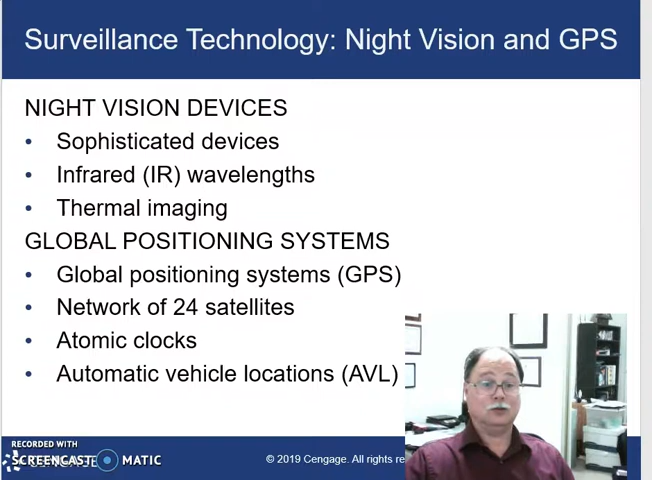 Surveillance Technology: Night Vision and GPS
NIGHT VISION DEVICES
• Sophisticated devices
• Infrared (IR) wavelengths
• Thermal imaging
GLOBAL POSITIONING SYSTEMS
• Global positioning systems (GPS)
• Network of 24 satellites
• Atomic clocks
• Automatic vehicle locations (AVL)
RECORDED WITH
SCREENCAST MATIC
© 2019 Cengage. All rights re